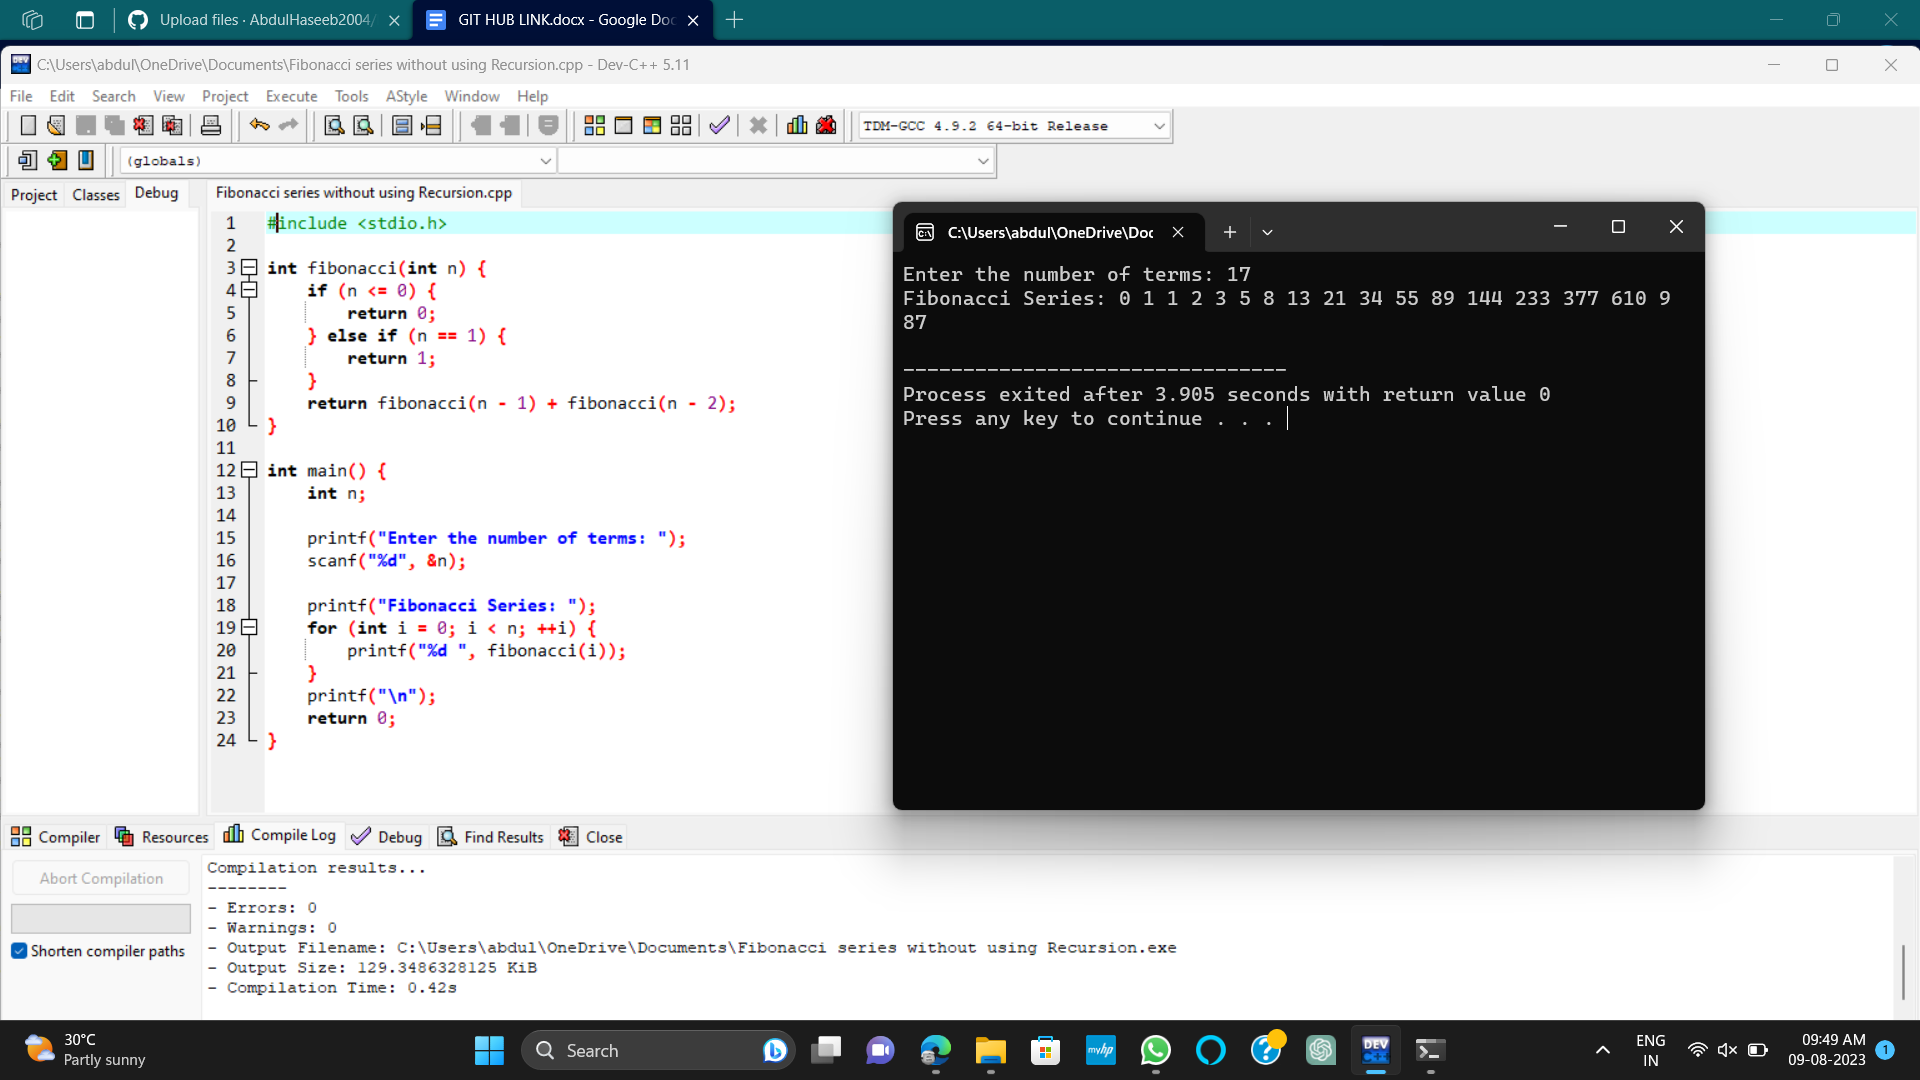 Upload files · AbdulHaseeb2004/
GIT HUB LINK.docx - Google Doc
C:\Users\abdul\OneDrive\Documents\Fibonacci series without using Recursion.cpp - Dev-C++ 5.11
File Edit Search View Project Execute Tools AStyle Window Help
TDM-GCC 4.9.2 64-bit Release
(globals)
Project Classes Debug
Fibonacci series without using Recursion.cpp
1 #include <stdio.h>
2
3 int fibonacci(int n) {
4 if (n <= 0) {
5 return 0;
6 } else if (n == 1) {
7 return 1;
8 }
9 return fibonacci(n - 1) + fibonacci(n - 2);
10 }
11
12 int main() {
13 int n;
14
15 printf("Enter the number of terms: ");
16 scanf("%d", &n);
17
18 printf("Fibonacci Series: ");
19 for (int i = 0; i < n; ++i) {
20 printf("%d ", fibonacci(i));
21 }
22 printf("\n");
23 return 0;
24 }
C:\Users\abdul\OneDrive\Doc
Enter the number of terms: 17
Fibonacci Series: 0 1 1 2 3 5 8 13 21 34 55 89 144 233 377 610 9
87
--------------------------------
Process exited after 3.905 seconds with return value 0
Press any key to continue . . .
Compiler Resources Compile Log Debug Find Results Close
Abort Compilation
Shorten compiler paths
Compilation results...
--------
- Errors: 0
- Warnings: 0
- Output Filename: C:\Users\abdul\OneDrive\Documents\Fibonacci series without using Recursion.exe
- Output Size: 129.3486328125 KiB
- Compilation Time: 0.42s
30°C
Partly sunny
Search
myhp
DEV
C++
ENG
IN
09:49 AM
09-08-2023
1